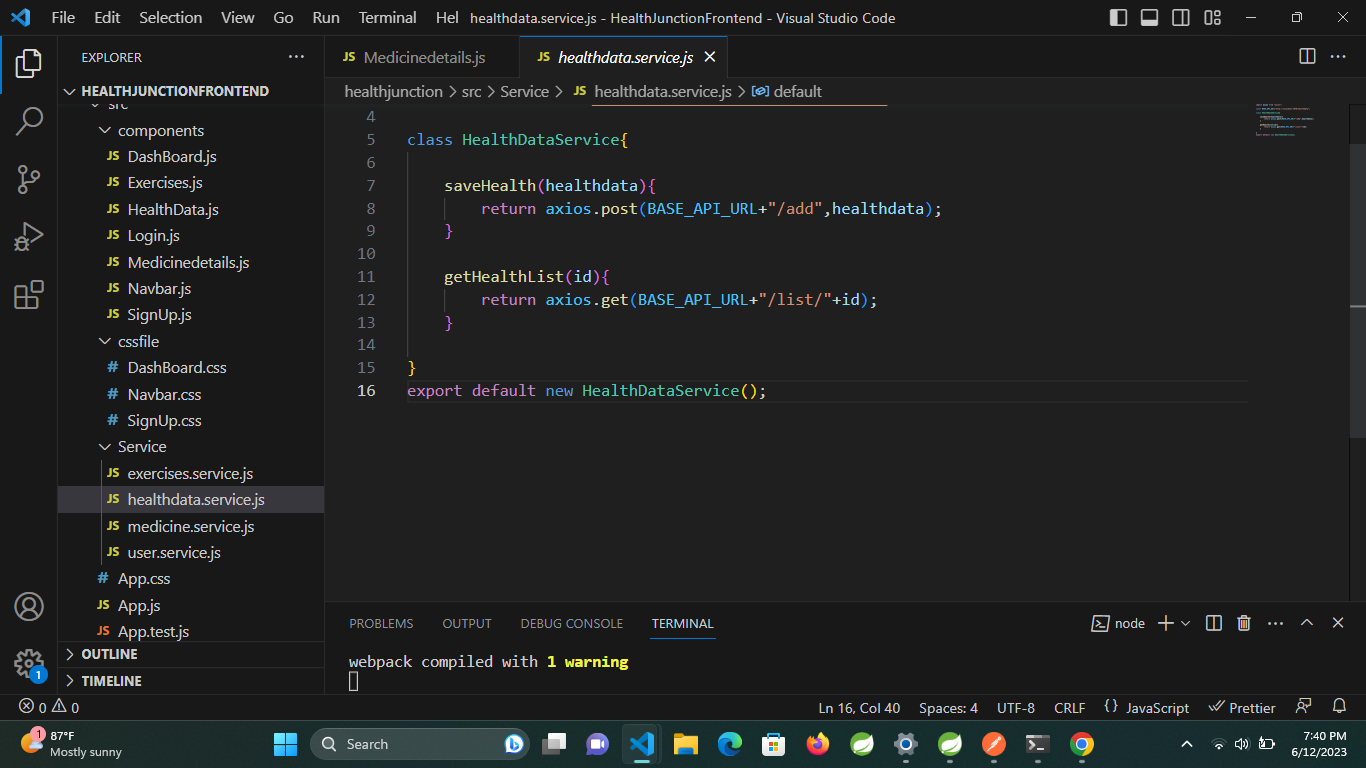 File Edit Selection View Go Run Terminal Hel healthdata.service.js - HealthJunctionFrontend - Visual Studio Code
EXPLORER
HEALTHJUNCTIONFRONTEND
src
components
JS DashBoard.js
JS Exercises.js
JS HealthData.js
JS Login.js
JS Medicinedetails.js
JS Navbar.js
JS SignUp.js
cssfile
# DashBoard.css
# Navbar.css
# SignUp.css
Service
JS exercises.service.js
JS healthdata.service.js
JS medicine.service.js
JS user.service.js
# App.css
JS App.js
JS App.test.js
OUTLINE
TIMELINE
1
JS Medicinedetails.js JS healthdata.service.js
healthjunction > src > Service > JS healthdata.service.js > default
4
5 class HealthDataService{
6
7 saveHealth(healthdata){
8 return axios.post(BASE_API_URL+"/add",healthdata);
9 }
10
11 getHealthList(id){
12 return axios.get(BASE_API_URL+"/list/"+id);
13 }
14
15 }
16 export default new HealthDataService();
PROBLEMS OUTPUT DEBUG CONSOLE TERMINAL node
webpack compiled with 1 warning
0 0 Ln 16, Col 40 Spaces: 4 UTF-8 CRLF {} JavaScript Prettier
1 87°F
Mostly sunny
Search
7:40 PM
6/12/2023